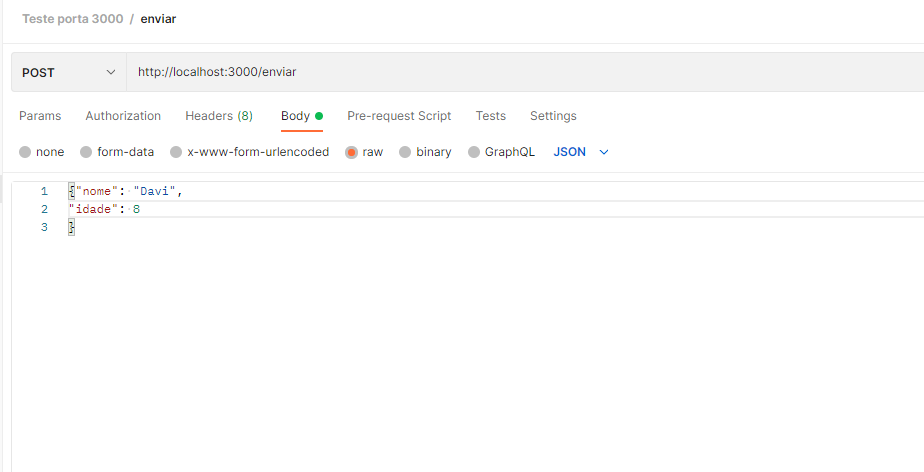 Teste porta 3000 / enviar
POST http://localhost:3000/enviar
Params Authorization Headers (8) Body Pre-request Script Tests Settings
none form-data x-www-form-urlencoded raw binary GraphQL JSON
1 {"nome": "Davi",
2 "idade": 8
3 }